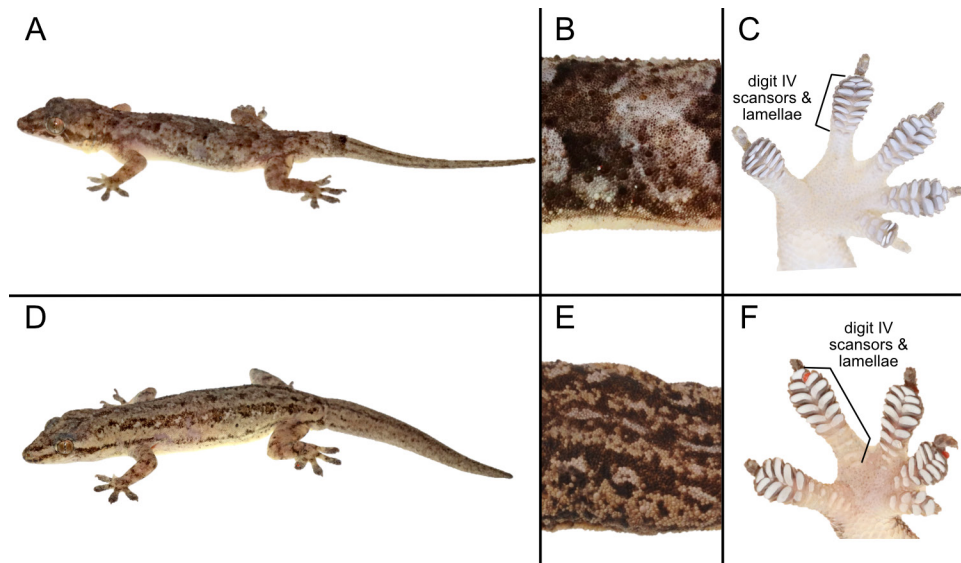 A
B
C
digit IV
scansors &
lamellae
D
E
F
digit IV
scansors &
lamellae